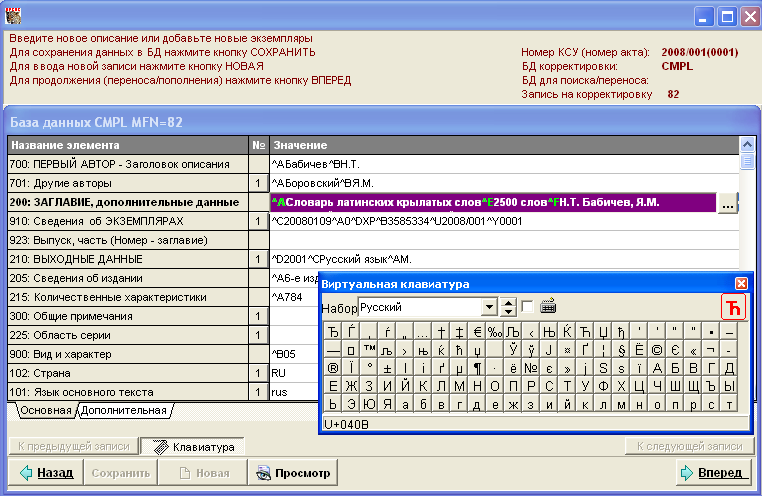 Введите новое описание или добавьте новые экземпляры
Для сохранения данных в БД нажмите кнопку СОХРАНИТЬ
Для ввода новой записи нажмите кнопку НОВАЯ
Для продолжения (переноса/пополнения) нажмите кнопку ВПЕРЕД
Номер КСУ (номер акта): 2008/001(0001)
БД корректировки: CMPL
БД для поиска/переноса:
Запись на корректировку 82
База данных CMPL MFN=82
Название элемента № Значение
700: ПЕРВЫЙ АВТОР - Заголовок описания ^AБабичев^BН.Т.
701: Другие авторы 1 ^AБоровский^BЯ.М.
200: ЗАГЛАВИЕ, дополнительные данные ^AСловарь латинских крылатых слов^E2500 слов^FН.Т. Бабичев, Я.М. ...
910: Сведения об ЭКЗЕМПЛЯРАХ 1 ^C20080109^A0^DХР^B3585334^U2008/001^Y0001
923: Выпуск, часть (Номер - заглавие)
210: ВЫХОДНЫЕ ДАННЫЕ 1 ^D2001^CРусский язык^AМ.
205: Сведения об издании ^A6-е изд
215: Количественные характеристики ^A784
300: Общие примечания 1
225: Область серии 1
900: Вид и характер ^B05
102: Страна 1 RU
101: Язык основного текста 1 rus
Основная Дополнительная
Виртуальная клавиатура
Набор Русский Ћ
Ђ Ѓ ‚ ѓ „ … † ‡ € ‰ Љ ‹ Њ Ќ Ћ Џ ђ ' ' " " • –
— ™ љ › њ ќ ћ џ Ў ў Ј ¤ Ґ ¦ § Ё © Є « ¬ -
® Ї ° ± І і ґ µ ¶ · ё № є » ј Ѕ ѕ ї А Б В Г Д
Е Ж З И Й К Л М Н О П Р С Т У Ф Х Ц Ч Ш Щ Ъ Ы
Ь Э Ю Я а б в г д е ж з и й к л м н о п р с т
U+040B
К предыдущей записи Клавиатура К следующей записи
Назад Сохранить Новая Просмотр Вперед